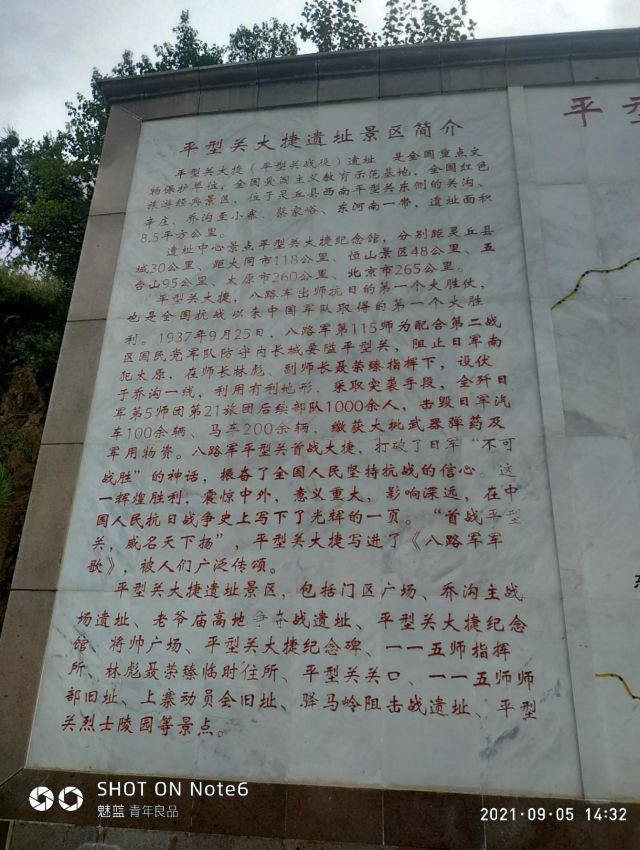 平型关大捷遗址景区简介
平型关大捷（平型关战役）遗址 是全国重点文
物保护单位，全国爱国主义教育示范基地，全国红色
旅游经典景区，位于灵丘县西南平型关东侧的关沟、
辛庄、乔沟至小寨、蔡家峪、东河南一带，遗址面积
8.5平方公里。
遗址中心景点平型关大捷纪念馆，分别距灵丘县
城30公里、距大同市118公里、恒山景区48公里、五
台山95公里、太原市260公里、北京市265公里。
平型关大捷，八路军出师抗日的第一个大胜仗，
也是全国抗战以来中国军队取得的第一个大胜
利。1937年9月25日，八路军第115师为配合第二战
区国民党军队防守内长城要隘平型关，阻止日军南
犯太原，在师长林彪、副师长聂荣臻指挥下，设伏
于乔沟一线，利用有利地形，采取突袭手段，全歼日
军第5师团第21旅团后续部队1000余人，击毁日军汽
车100余辆、马车200余辆，缴获大批武器弹药及
军用物资。八路军平型关首战大捷，打破了日军“不可
战胜”的神话，振奋了全国人民坚持抗战的信心。这
一辉煌胜利，震惊中外，意义重大，影响深远，在中
国人民抗日战争史上写下了光辉的一页。“首战平型
关，威名天下扬”，平型关大捷写进了《八路军军
歌》，被人们广泛传颂。
平型关大捷遗址景区，包括门区广场、乔沟主战
场遗址、老爷庙高地争夺战遗址、平型关大捷纪念
馆、将帅广场、平型关大捷纪念碑、一一五师指挥
所、林彪聂荣臻临时住所、平型关关口、一一五师师
部旧址、上寨动员会旧址、驿马岭阻击战遗址、平型
关烈士陵园等景点。
平型
SHOT ON Note6
魅蓝 青年良品
2021.09.05 14:32